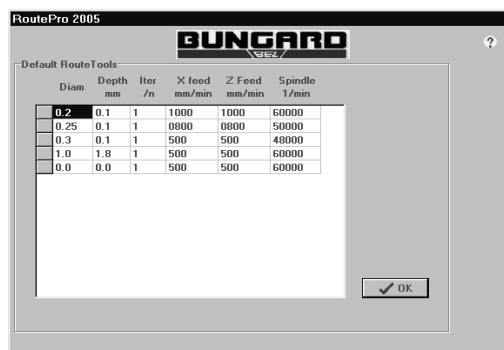 RoutePro 2005
BUNGARD
BEZ
?
Default RouteTools
Diam Depth mm Iter /n X feed mm/min Z Feed mm/min Spindle 1/min
0.2 0.1 1 1000 1000 60000
0.25 0.1 1 0800 0800 50000
0.3 0.1 1 500 500 48000
1.0 1.8 1 500 500 60000
0.0 0.0 1 500 500 60000
OK